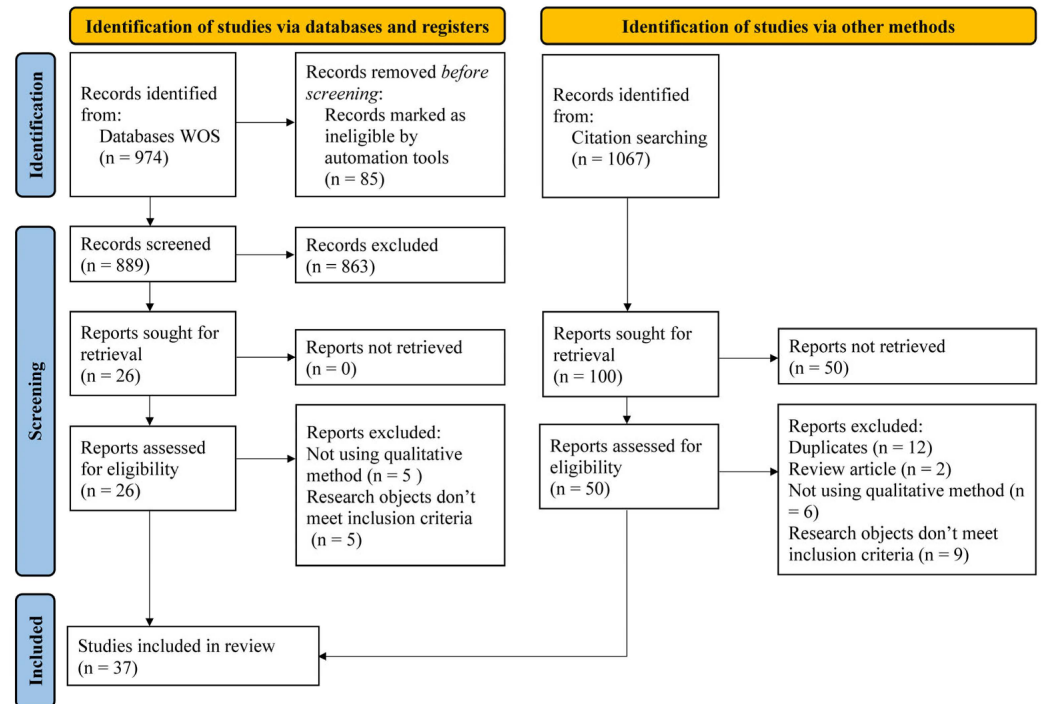 Identification of studies via databases and registers
Identification of studies via other methods
Identification
Records identified
from:
Databases WOS
(n = 974)
Records removed before
screening:
Records marked as
ineligible by
automation tools
(n = 85)
Records identified
from:
Citation searching
(n = 1067)
Screening
Records screened
(n = 889)
Records excluded
(n = 863)
Reports sought for
retrieval
(n = 26)
Reports not retrieved
(n = 0)
Reports sought for
retrieval
(n = 100)
Reports not retrieved
(n = 50)
Reports assessed
for eligibility
(n = 26)
Reports excluded:
Not using qualitative
method (n = 5 )
Research objects don’t
meet inclusion criteria
(n = 5)
Reports assessed for
eligibility
(n = 50)
Reports excluded:
Duplicates (n = 12)
Review article (n = 2)
Not using qualitative method (n
= 6)
Research objects don’t meet
inclusion criteria (n = 9)
Included
Studies included in review
(n = 37)